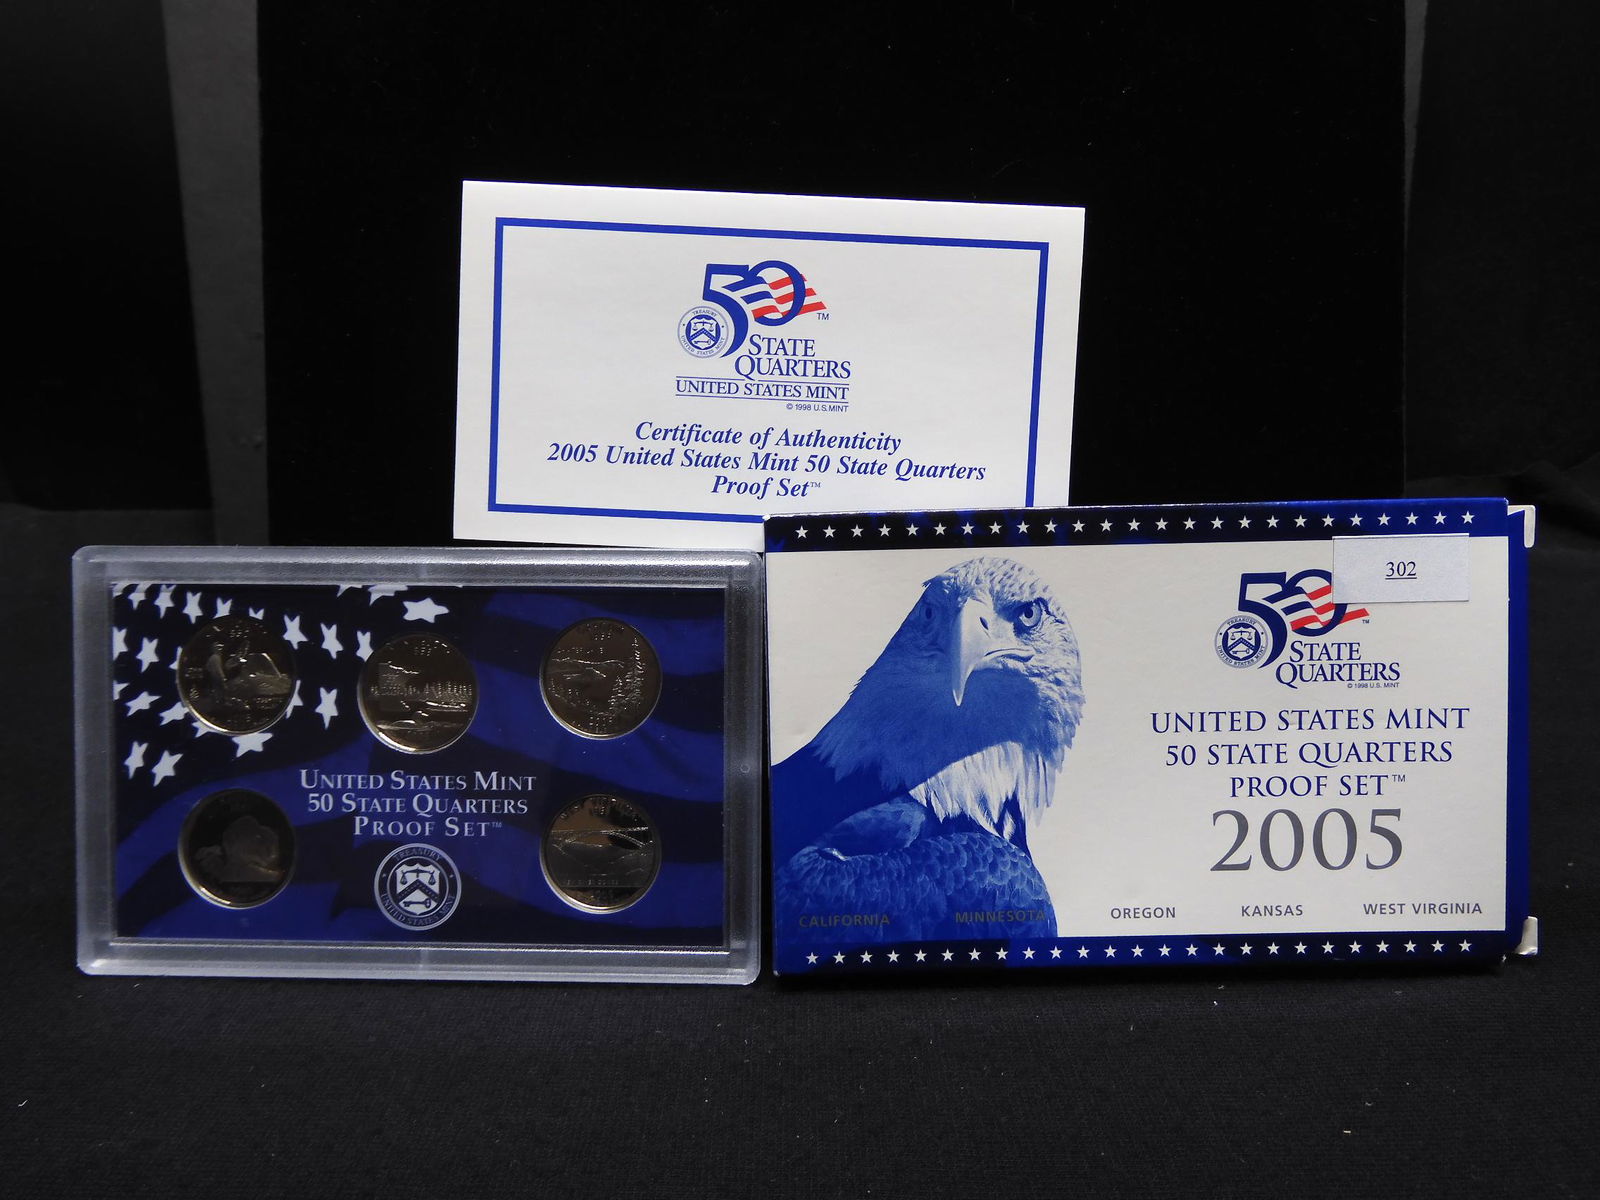 50
TM
STATE
QUARTERS
UNITED STATES MINT
© 1998 U.S. MINT
Certificate of Authenticity
2005 United States Mint 50 State Quarters
Proof Set™
UNITED STATES MINT
50 STATE QUARTERS
PROOF SET™
302
50
TM
STATE
QUARTERS
© 1998 U.S. MINT
UNITED STATES MINT
50 STATE QUARTERS
PROOF SET™
2005
CALIFORNIA MINNESOTA OREGON KANSAS WEST VIRGINIA